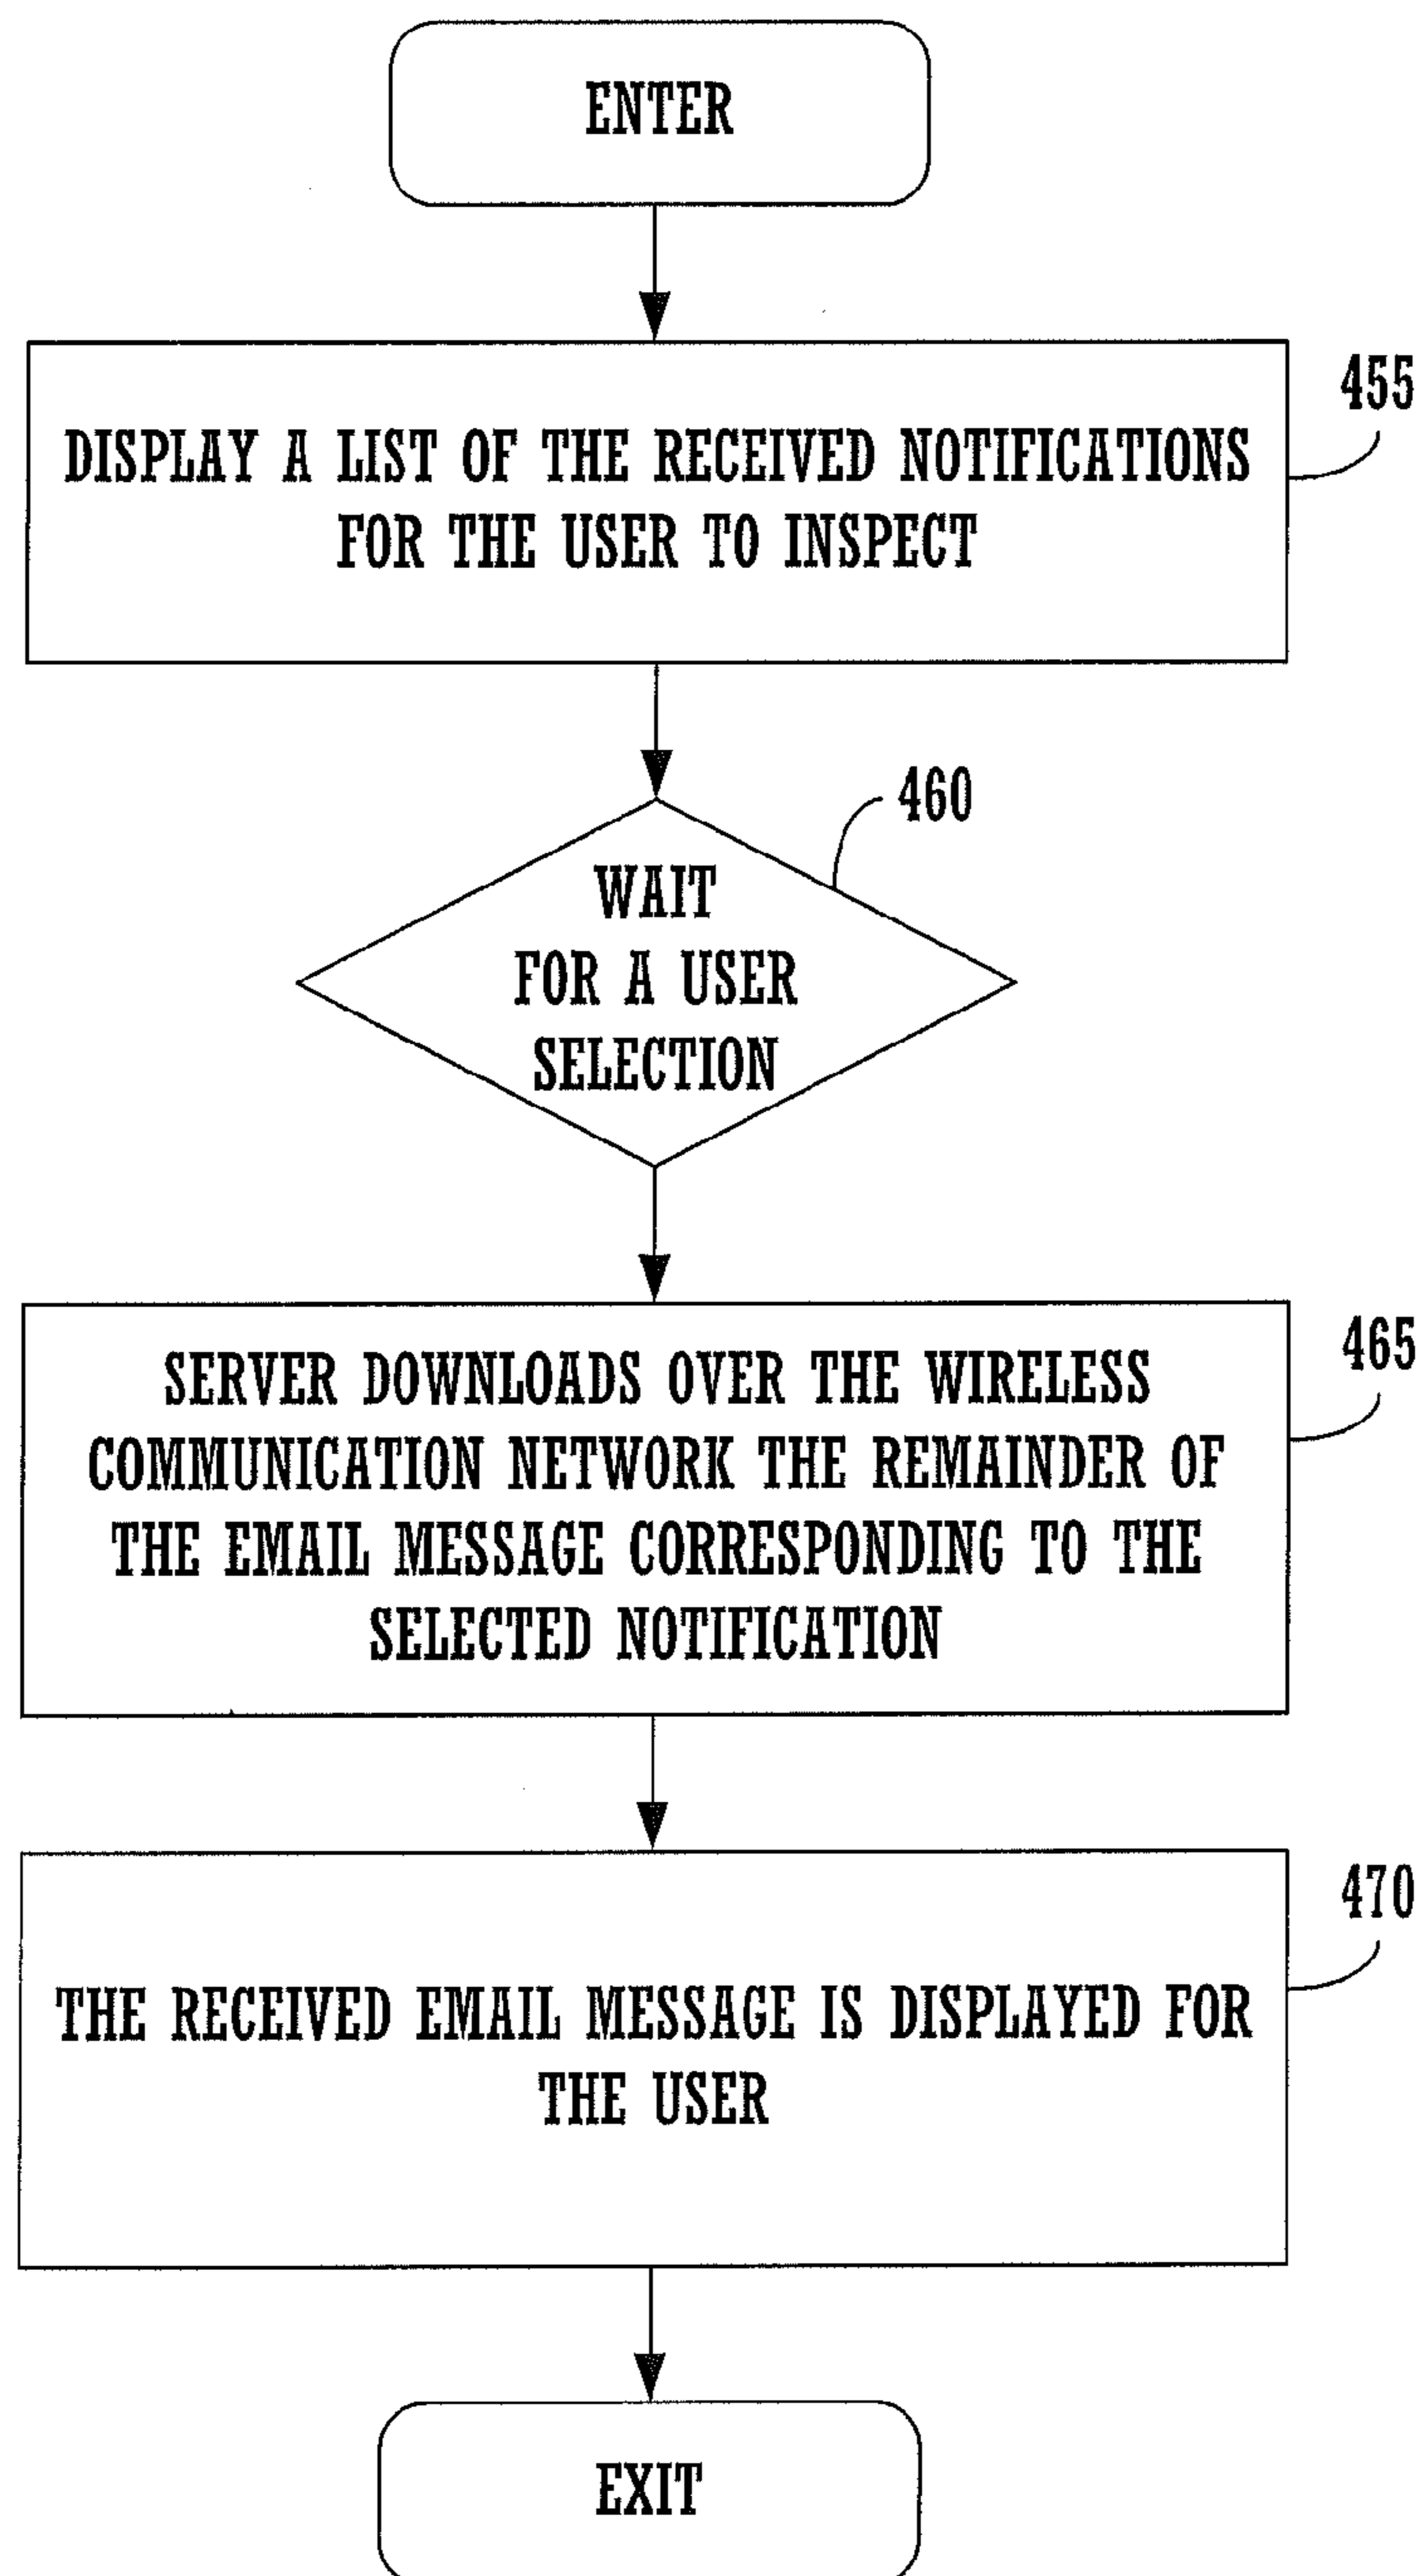 ENTER
455
DISPLAY A LIST OF THE RECEIVED NOTIFICATIONS
FOR THE USER TO INSPECT
460
WAIT
FOR A USER
SELECTION
465
SERVER DOWNLOADS OVER THE WIRELESS
COMMUNICATION NETWORK THE REMAINDER OF
THE EMAIL MESSAGE CORRESPONDING TO THE
SELECTED NOTIFICATION
470
THE RECEIVED EMAIL MESSAGE IS DISPLAYED FOR
THE USER
EXIT